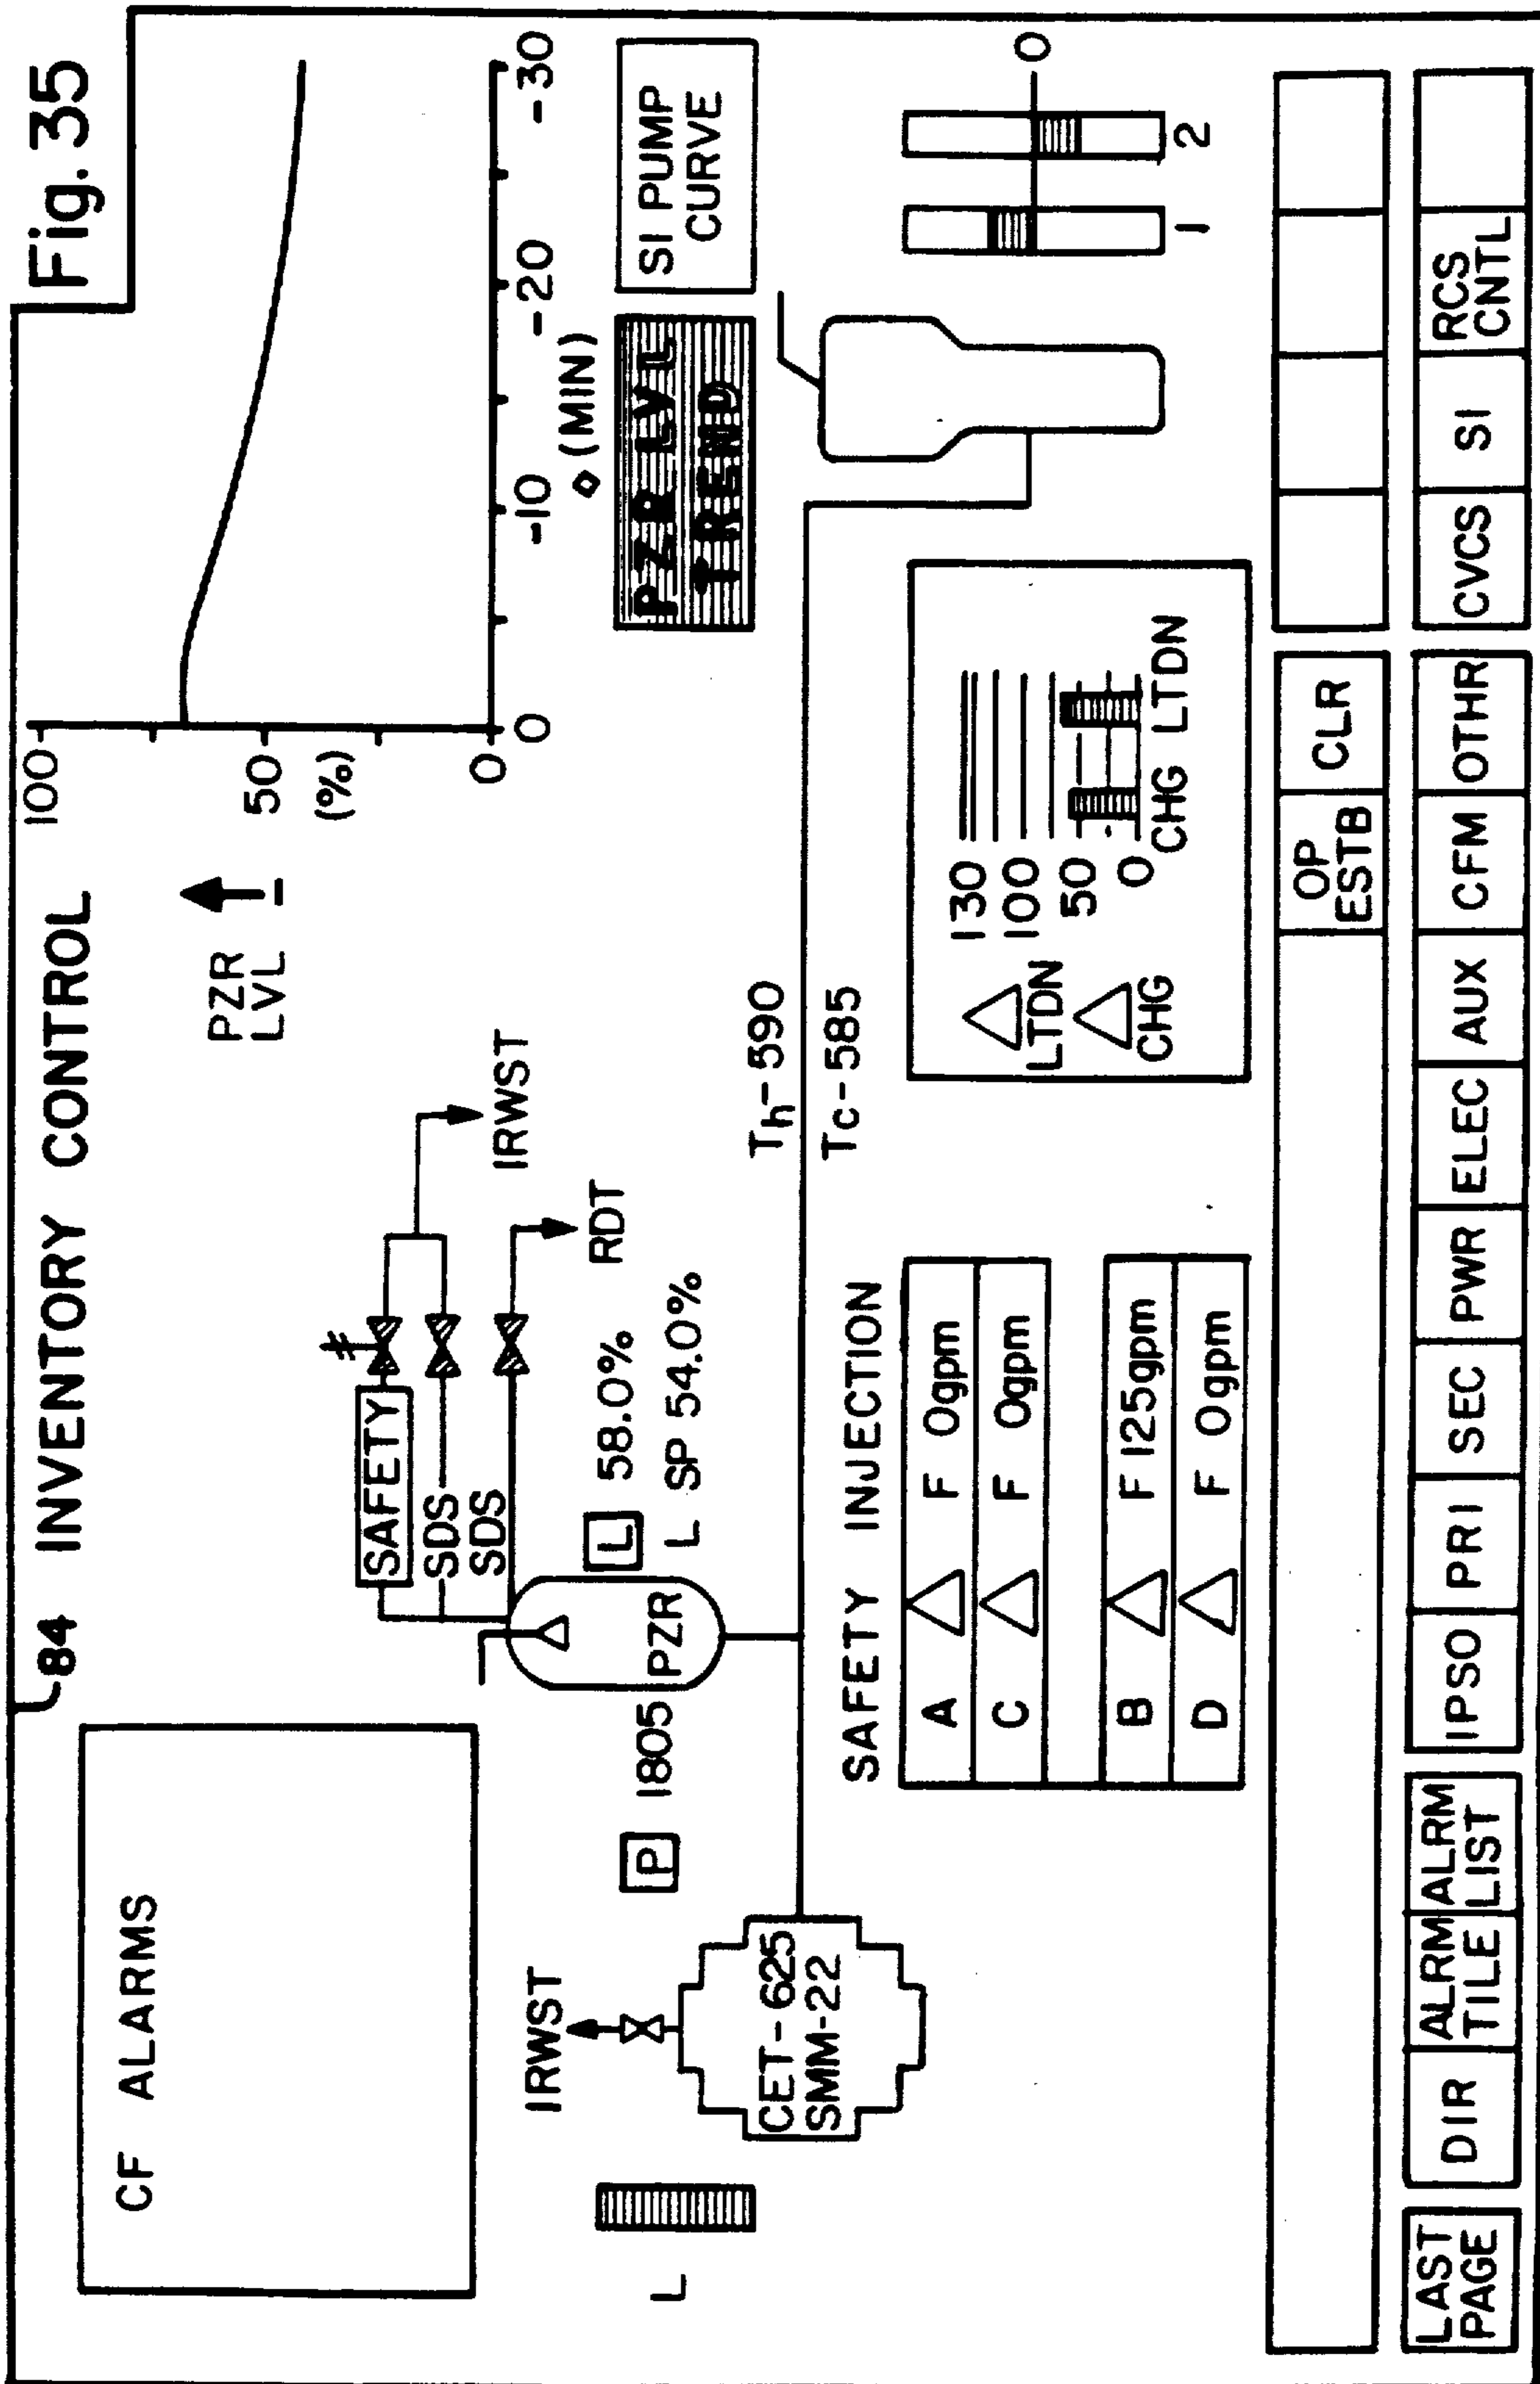 Fig. 35
84 INVENTORY CONTROL
CF ALARMS
PZR
LVL
100
50
(%)
0
0
-10
-20
-30
(MIN)
PZR LVL
TREND
SI PUMP
CURVE
SAFETY
SDS
SDS
IRWST
RDT
L 58.0%
L SP 54.0%
PZR
P 1805
IRWST
L
CET-625
SMM-22
Th-590
Tc-585
SAFETY INJECTION
A F 0gpm
C F 0gpm
B F 125gpm
D F 0gpm
LTDN
CHG
130
100
50
0
CHG LTDN
1
2
0
OP
ESTB
CLR
LAST
PAGE
DIR
ALRM
TILE
ALRM
LIST
IPSO
PRI
SEC
PWR
ELEC
AUX
CFM
OTHR
CVCS
SI
RCS
CNTL